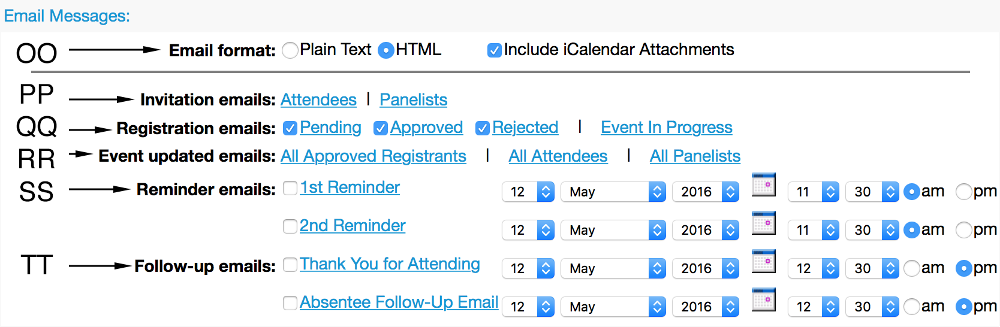 Email Messages:
OO Email format: Plain Text HTML Include iCalendar Attachments
PP Invitation emails: Attendees | Panelists
QQ Registration emails: Pending Approved Rejected | Event In Progress
RR Event updated emails: All Approved Registrants | All Attendees | All Panelists
SS Reminder emails: 1st Reminder 12 May 2016 11 30 am pm
2nd Reminder 12 May 2016 11 30 am pm
TT Follow-up emails: Thank You for Attending 12 May 2016 12 30 am pm
Absentee Follow-Up Email 12 May 2016 12 30 am pm